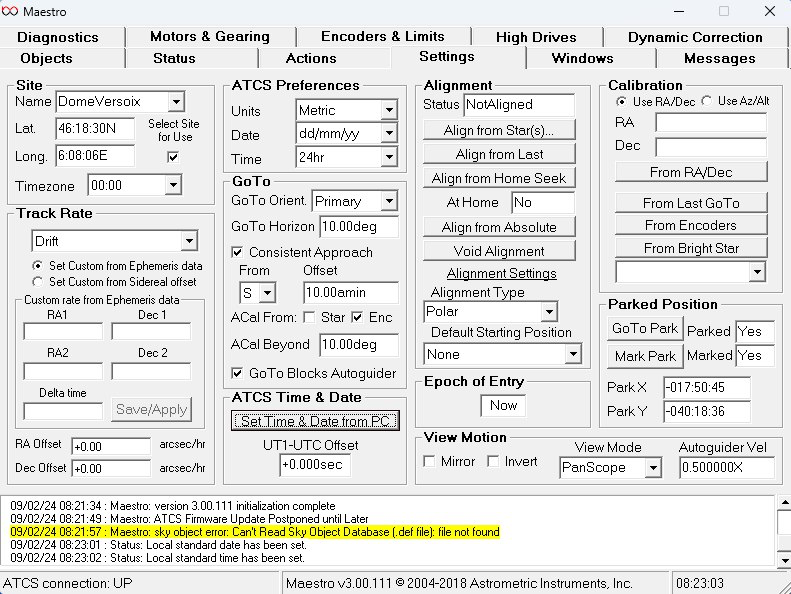 Maestro
Diagnostics
Motors & Gearing
Encoders & Limits
High Drives
Dynamic Correction
Objects
Status
Actions
Settings
Windows
Messages
Site
Name DomeVersoix
Lat. 46:18:30N
Long. 6:08:06E
Select Site
for Use
Timezone 00:00
Track Rate
Drift
Set Custom from Ephemeris data
Set Custom from Sidereal offset
Custom rate from Ephemeris data
RA1 Dec 1
RA2 Dec 2
Delta time
Save/Apply
RA Offset +0.00 arcsec/hr
Dec Offset +0.00 arcsec/hr
ATCS Preferences
Units Metric
Date dd/mm/yy
Time 24hr
GoTo
GoTo Orient. Primary
GoTo Horizon 10.00deg
Consistent Approach
From Offset
S 10.00amin
ACal From: Star Enc
ACal Beyond 10.00deg
GoTo Blocks Autoguider
ATCS Time & Date
Set Time & Date from PC
UT1-UTC Offset
+0.000sec
Alignment
Status NotAligned
Align from Star(s)...
Align from Last
Align from Home Seek
At Home No
Align from Absolute
Void Alignment
Alignment Settings
Alignment Type
Polar
Default Starting Position
None
Epoch of Entry
Now
Calibration
Use RA/Dec Use Az/Alt
RA
Dec
From RA/Dec
From Last GoTo
From Encoders
From Bright Star
Parked Position
GoTo Park Parked Yes
Mark Park Marked Yes
Park X -017:50:45
Park Y -040:18:36
View Motion
Mirror Invert
View Mode
PanScope
Autoguider Vel
0.500000X
09/02/24 08:21:34 : Maestro: version 3.00.111 initialization complete
09/02/24 08:21:49 : Maestro: ATCS Firmware Update Postponed until Later
09/02/24 08:21:57 : Maestro: sky object error: Can't Read Sky Object Database (.def file): file not found
09/02/24 08:23:01 : Status: Local standard date has been set.
09/02/24 08:23:02 : Status: Local standard time has been set.
ATCS connection: UP
Maestro v3.00.111 © 2004-2018 Astrometric Instruments, Inc.
08:23:03